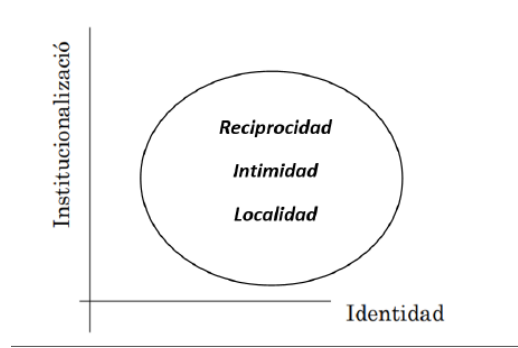 Institucionalizació
Reciprocidad
Intimidad
Localidad
Identidad